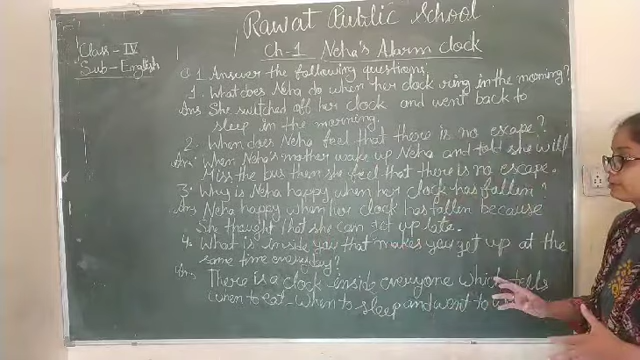 Rawat Public School
Class - IV
Sub - English
Ch-1 Neha's Alarm clock
Q1 Answer the following questions:
1. What does Neha do when her clock ring in the morning?
Ans She switched off her clock and went back to
sleep in the morning.
2. When does Neha feel that there is no escape?
Ans. When Neha's mother wake up Neha and told she will
Miss the bus then she feel that there is no escape.
3. Why is Neha happy when her clock has fallen?
Ans Neha happy when her clock has fallen because
she thought that she can get up late.
4. What is inside you that makes you get up at the
same time everyday?
Ans. There is a clock inside everyone which tells
when to eat - when to sleep and went to